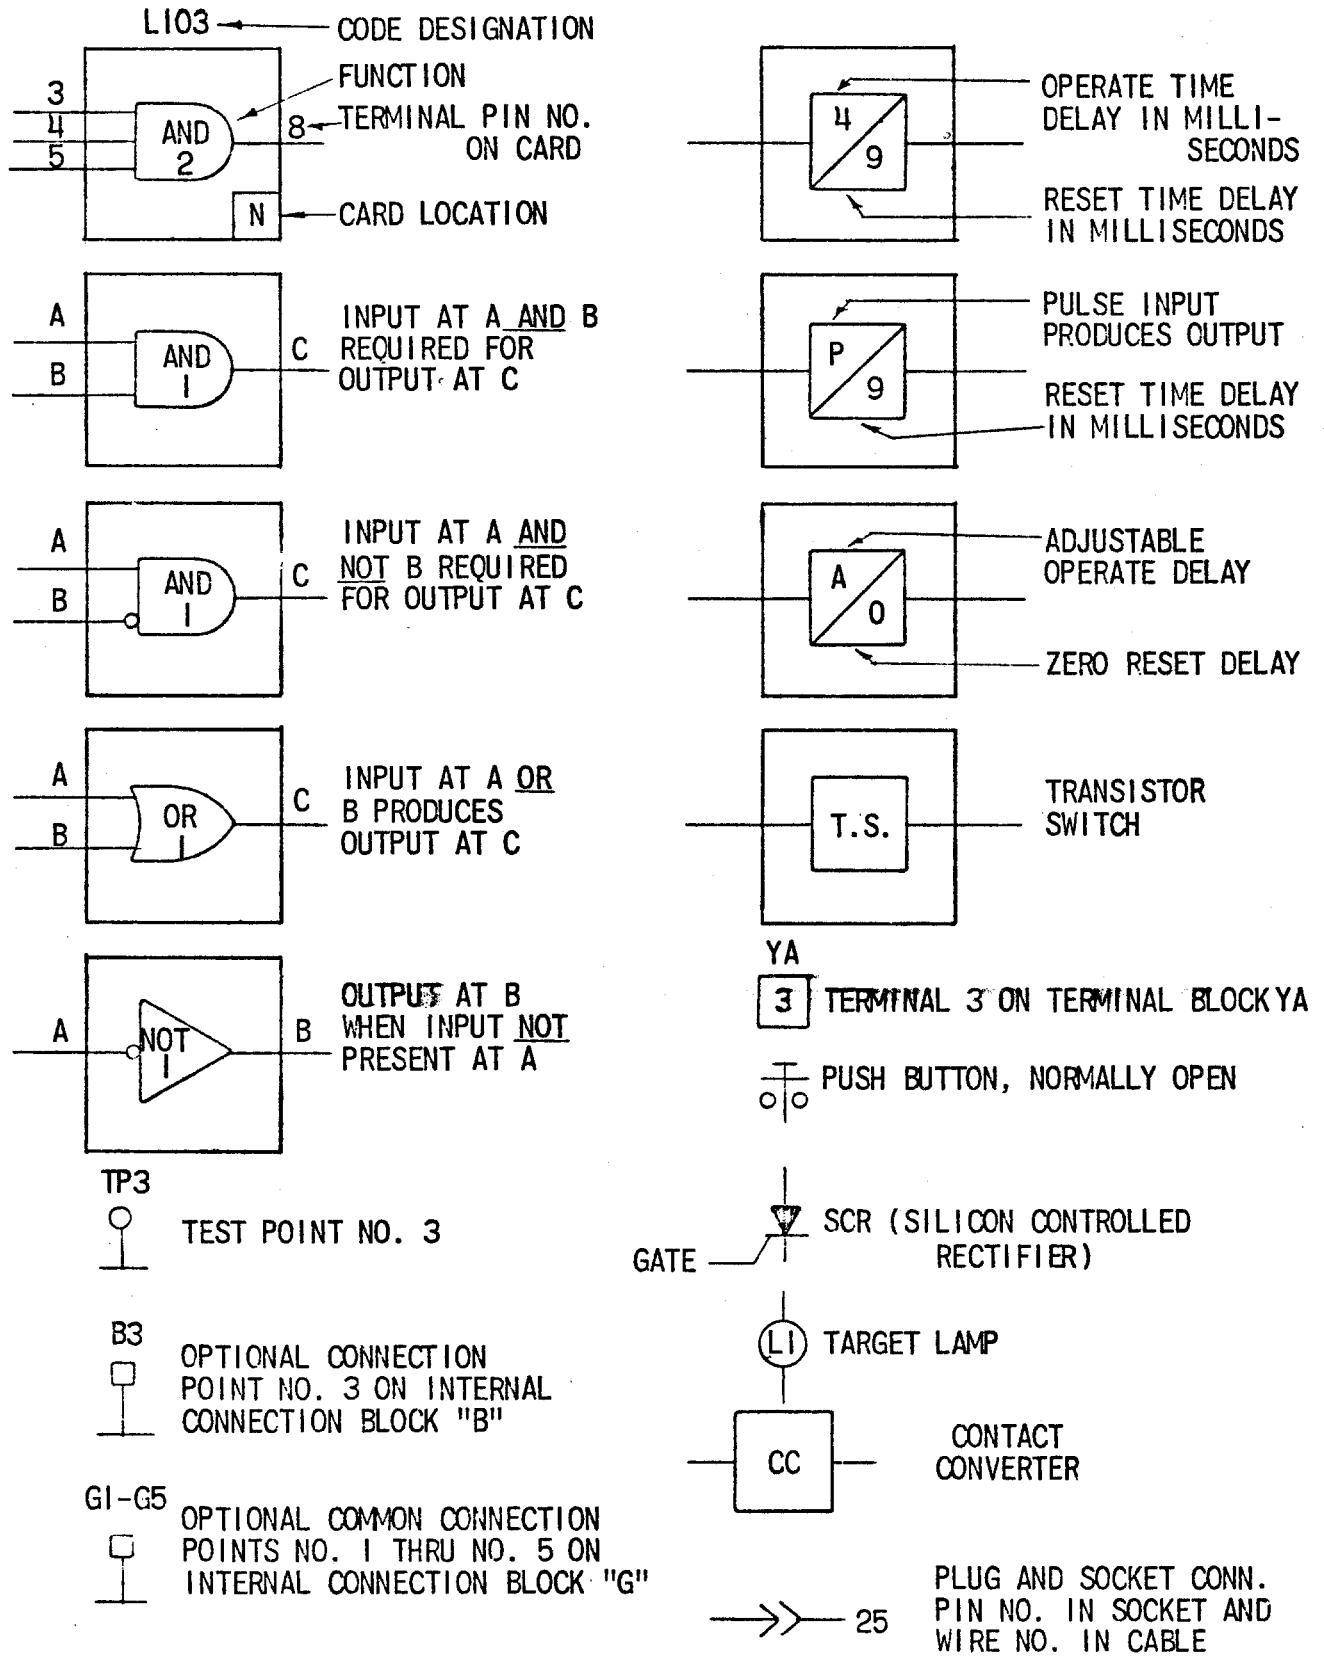 L103
CODE DESIGNATION
FUNCTION
3
4
5
AND
2
8
TERMINAL PIN NO.
ON CARD
N
CARD LOCATION
A
B
AND
1
C
INPUT AT A AND B
REQUIRED FOR
OUTPUT AT C
A
B
AND
1
C
INPUT AT A AND
NOT B REQUIRED
FOR OUTPUT AT C
A
B
OR
1
C
INPUT AT A OR
B PRODUCES
OUTPUT AT C
A
NOT
1
B
OUTPUT AT B
WHEN INPUT NOT
PRESENT AT A
TP3
TEST POINT NO. 3
B3
OPTIONAL CONNECTION
POINT NO. 3 ON INTERNAL
CONNECTION BLOCK "B"
G1-G5
OPTIONAL COMMON CONNECTION
POINTS NO. 1 THRU NO. 5 ON
INTERNAL CONNECTION BLOCK "G"
4
9
OPERATE TIME
DELAY IN MILLI-
SECONDS
RESET TIME DELAY
IN MILLISECONDS
P
9
PULSE INPUT
PRODUCES OUTPUT
RESET TIME DELAY
IN MILLISECONDS
A
0
ADJUSTABLE
OPERATE DELAY
ZERO RESET DELAY
T.S.
TRANSISTOR
SWITCH
YA
3
TERMINAL 3 ON TERMINAL BLOCK YA
PUSH BUTTON, NORMALLY OPEN
GATE
SCR (SILICON CONTROLLED
RECTIFIER)
L1
TARGET LAMP
CC
CONTACT
CONVERTER
25
PLUG AND SOCKET CONN.
PIN NO. IN SOCKET AND
WIRE NO. IN CABLE